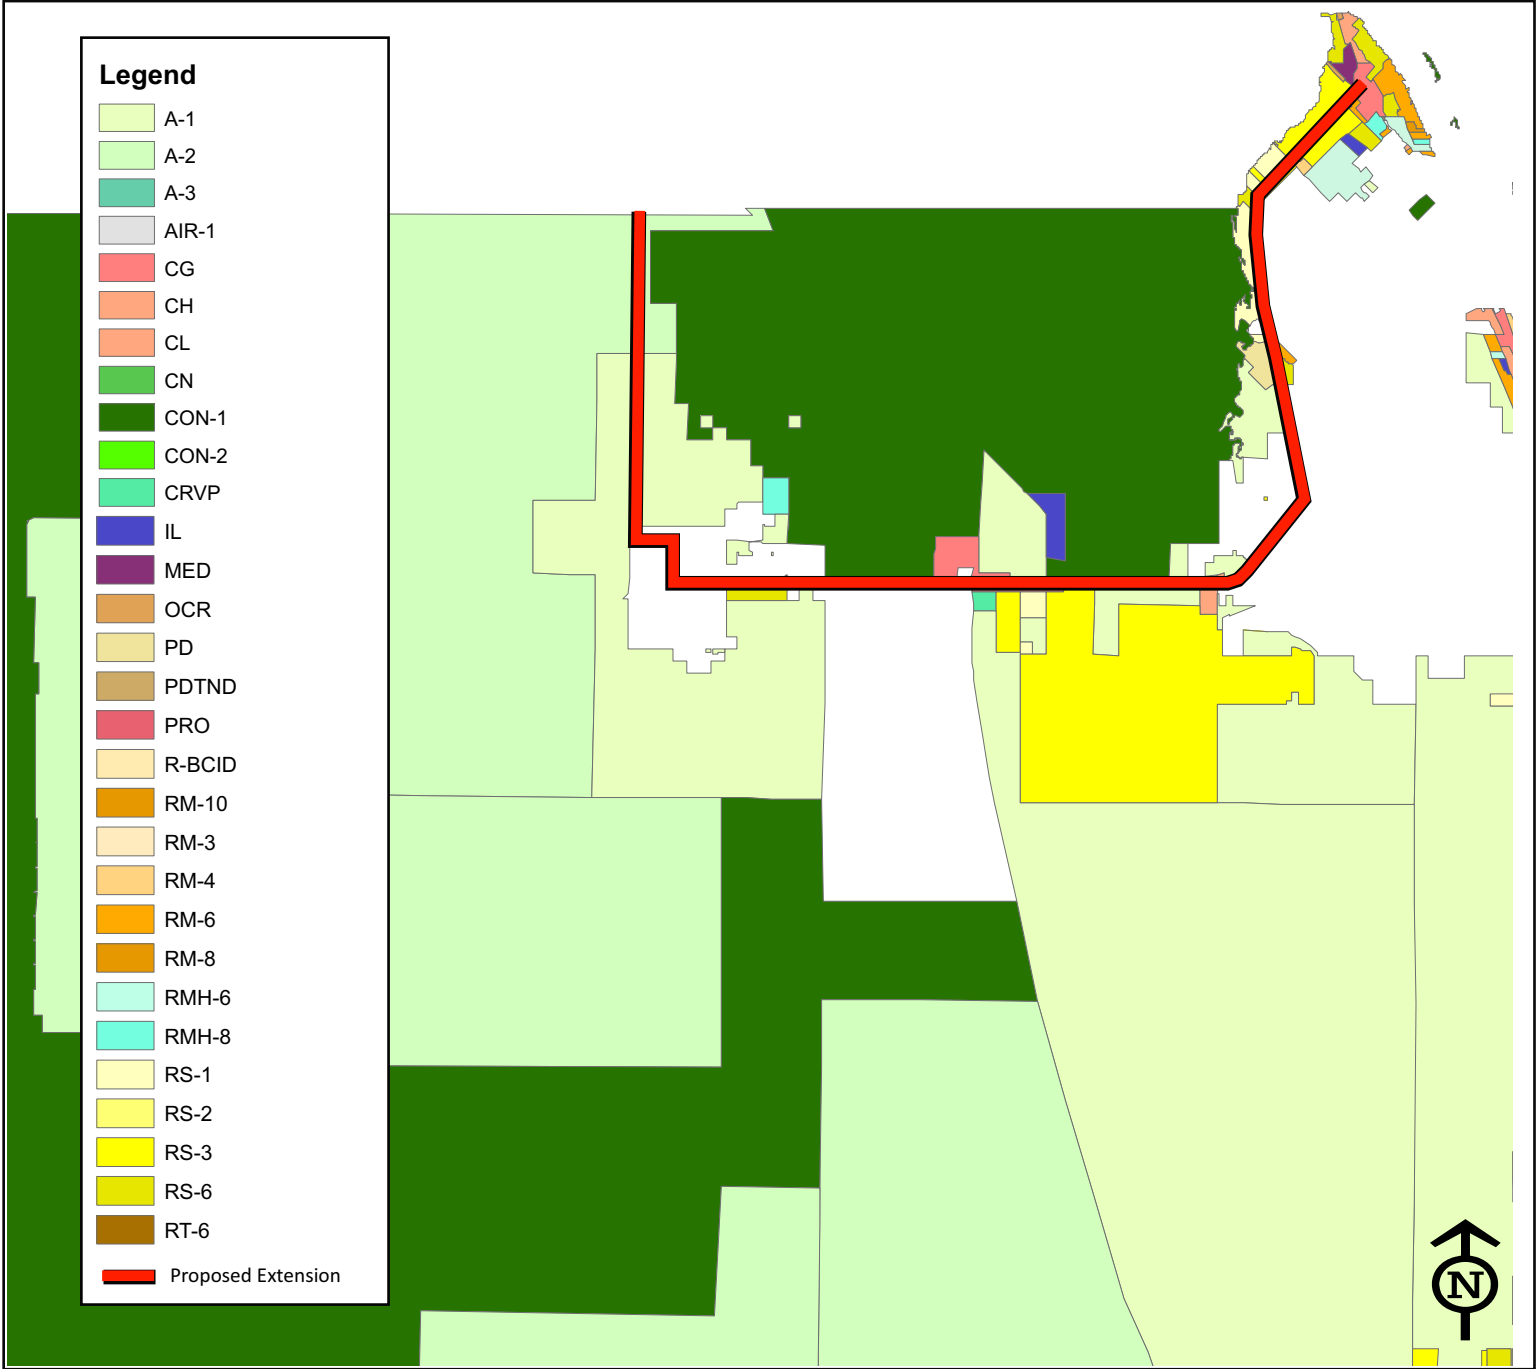 Legend
A-1
A-2
A-3
AIR-1
CG
CH
CL
CN
CON-1
CON-2
CRVP
IL
MED
OCR
PD
PDTND
PRO
R-BCID
RM-10
RM-3
RM-4
RM-6
RM-8
RMH-6
RMH-8
RS-1
RS-2
RS-3
RS-6
RT-6
Proposed Extension
N